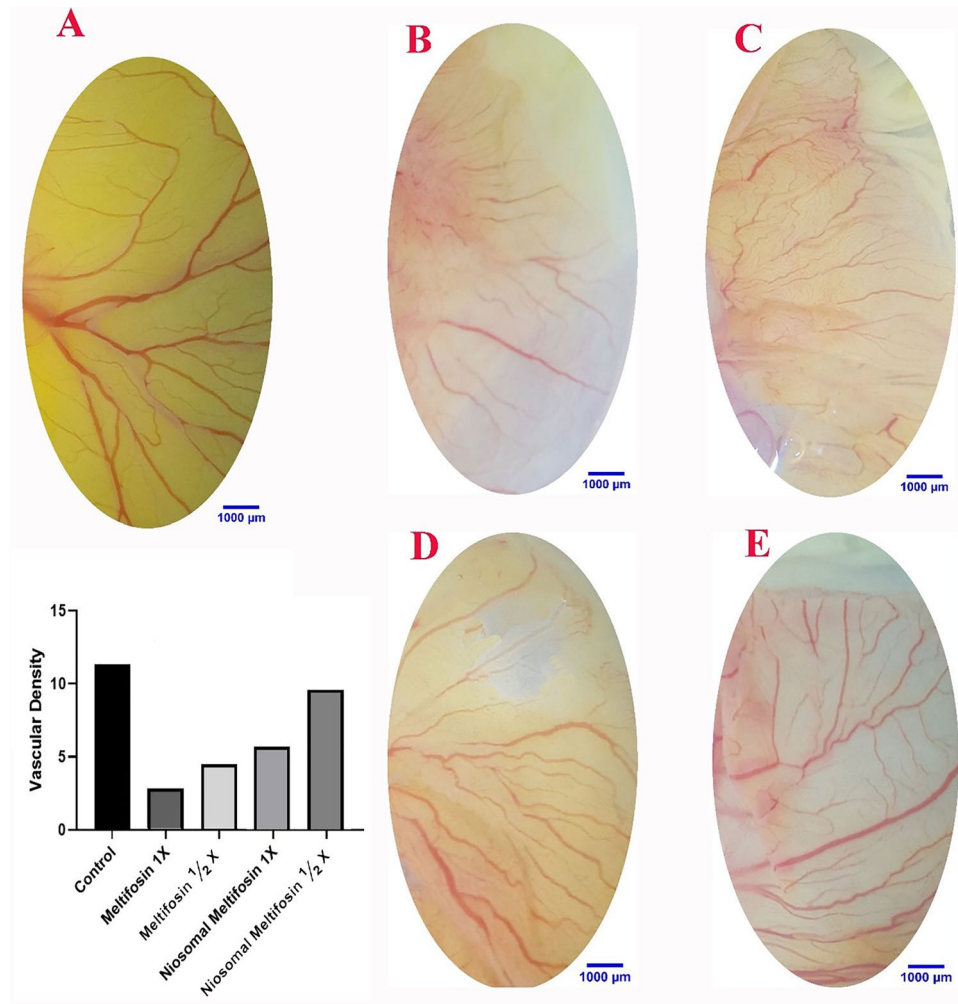 A
B
C
1000 µm
1000 µm
1000 µm
D
E
15
10
5
0
Vascular Density
Control
Meltifosin 1X
Meltifosin ½ X
Niosomal Meltifosin 1X
Niosomal Meltifosin ½ X
1000 µm
1000 µm